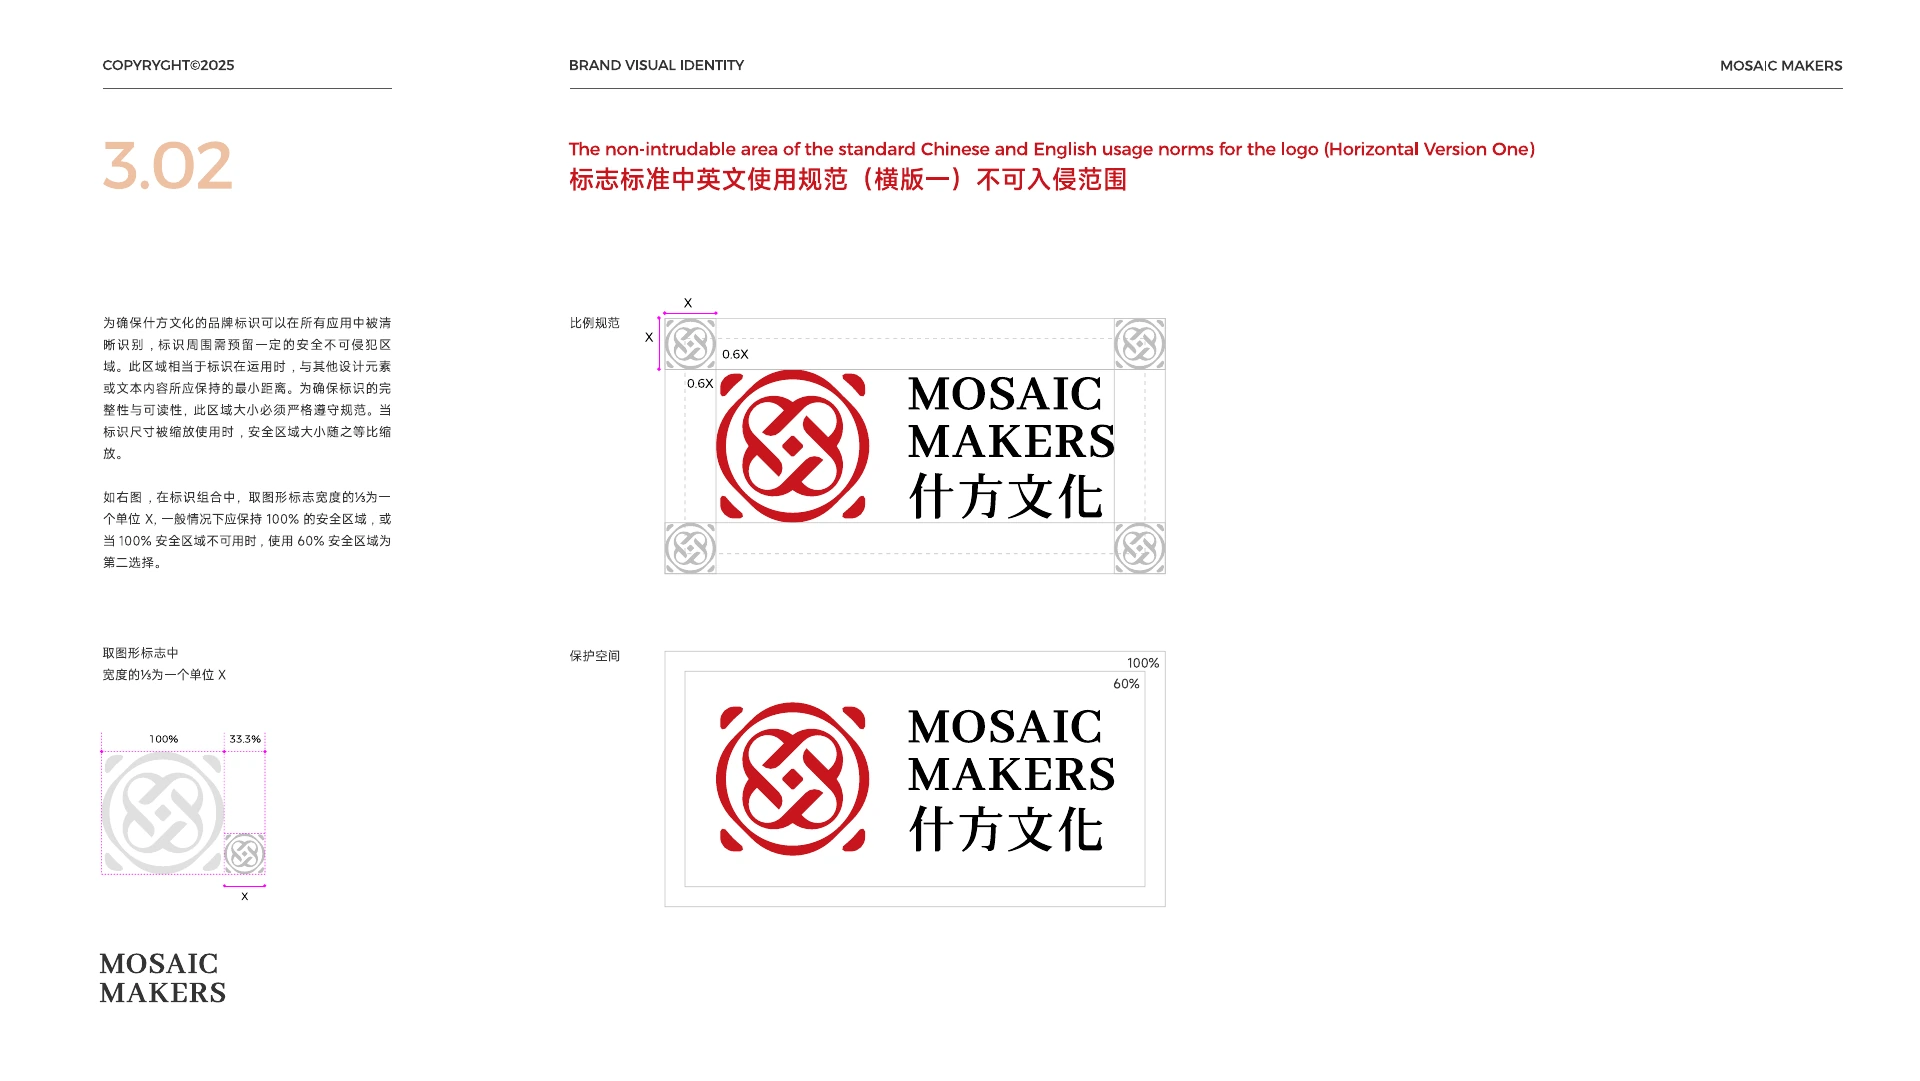 COPYRYGHT©2025
BRAND VISUAL IDENTITY
MOSAIC MAKERS
3.02
The non-intrudable area of the standard Chinese and English usage norms for the logo (Horizontal Version One)
标志标准中英文使用规范（横版一）不可入侵范围
为确保什方文化的品牌标识可以在所有应用中被清
晰识别，标识周围需预留一定的安全不可侵犯区
域。此区域相当于标识在运用时，与其他设计元素
或文本内容所应保持的最小距离。为确保标识的完
整性与可读性，此区域大小必须严格遵守规范。当
标识尺寸被缩放使用时，安全区域大小随之等比缩
放。
如右图，在标识组合中，取图形标志宽度的⅓为一
个单位 X, 一般情况下应保持 100% 的安全区域，或
当 100% 安全区域不可用时，使用 60% 安全区域为
第二选择。
取图形标志中
宽度的⅓为一个单位 X
100%
33.3%
X
MOSAIC
MAKERS
比例规范
X
X
0.6X
0.6X
MOSAIC
MAKERS
什方文化
保护空间
100%
60%
MOSAIC
MAKERS
什方文化